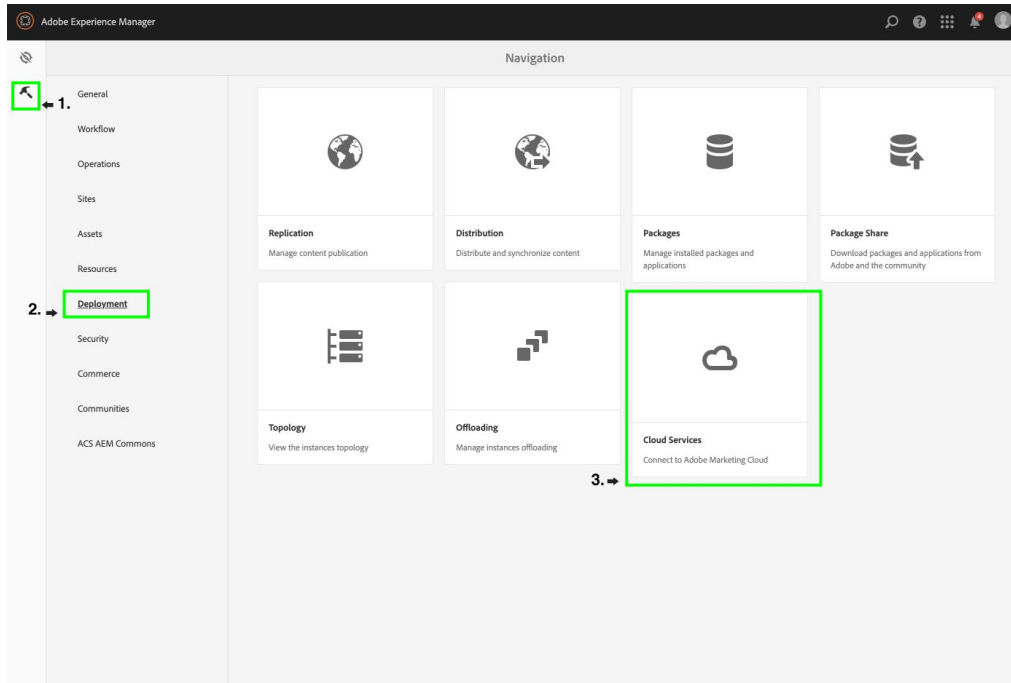 Adobe Experience Manager
4
Navigation
1.
General
Workflow
Operations
Sites
Assets
Resources
2.
Deployment
Security
Commerce
Communities
ACS AEM Commons
Replication
Manage content publication
Distribution
Distribute and synchronize content
Packages
Manage installed packages and
applications
Package Share
Download packages and applications from
Adobe and the community
Topology
View the instances topology
Offloading
Manage instances offloading
Cloud Services
Connect to Adobe Marketing Cloud
3.